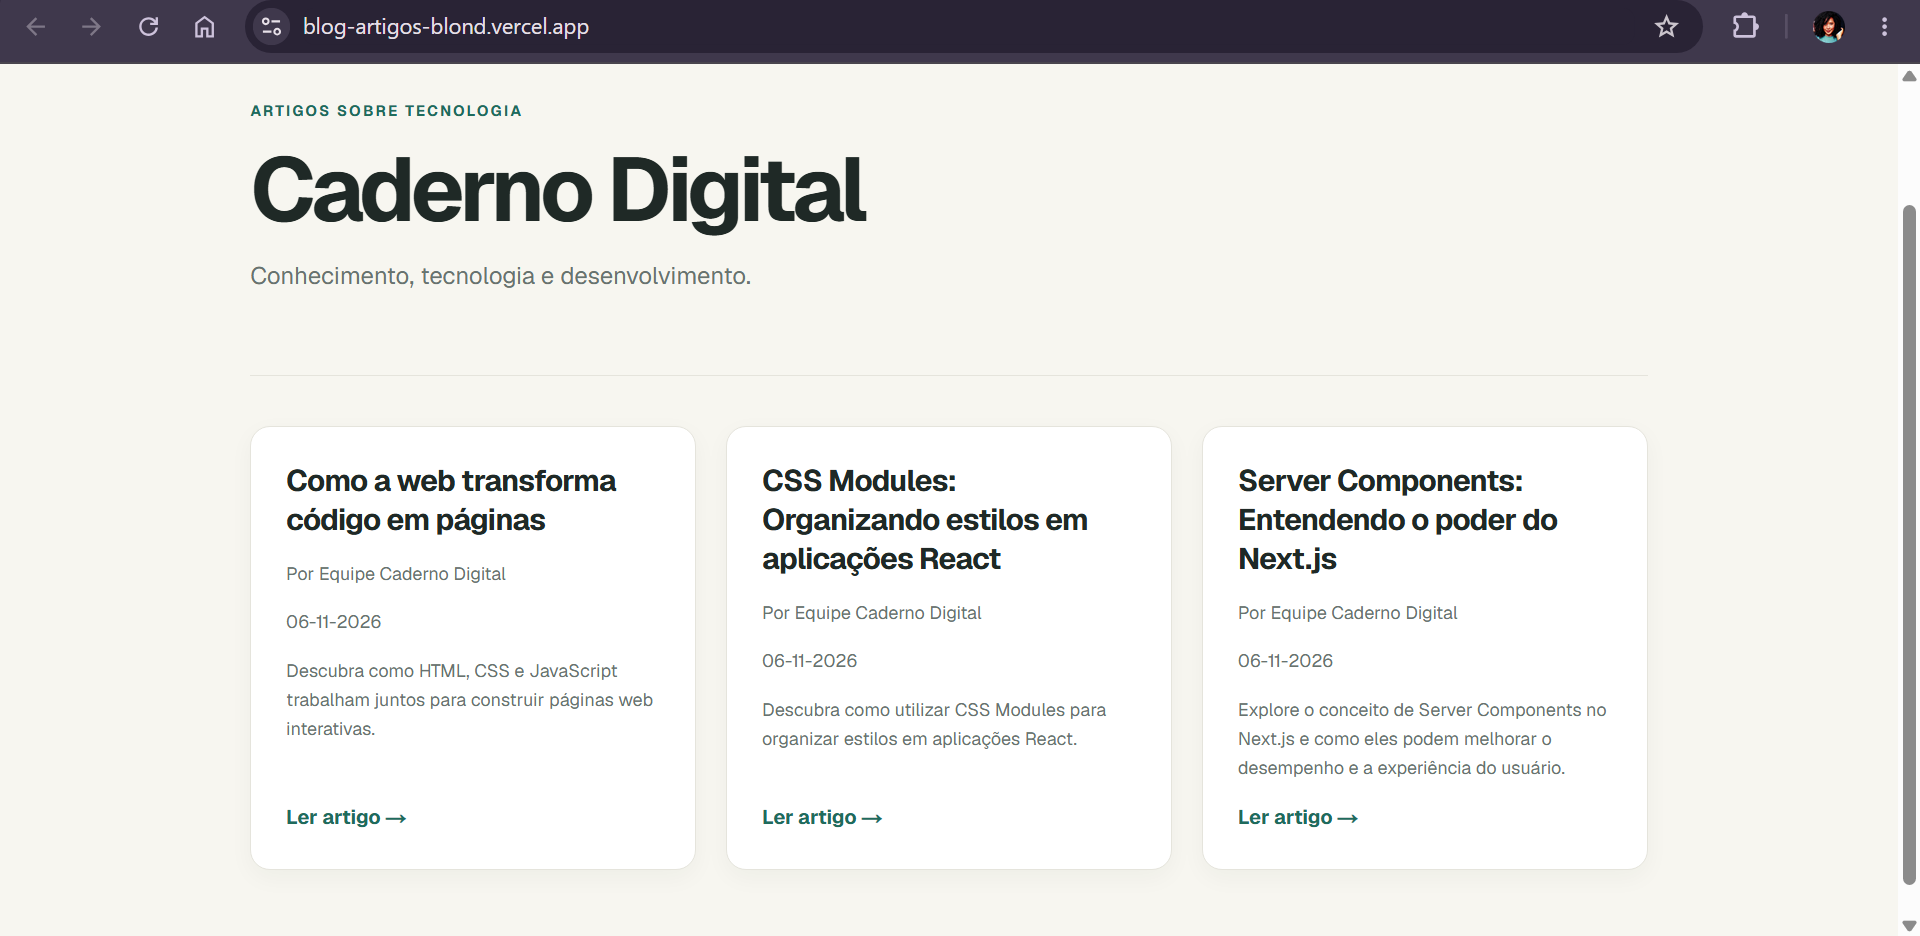 blog-artigos-blond.vercel.app
ARTIGOS SOBRE TECNOLOGIA
Caderno Digital
Conhecimento, tecnologia e desenvolvimento.
Como a web transforma
código em páginas
Por Equipe Caderno Digital
06-11-2026
Descubra como HTML, CSS e JavaScript
trabalham juntos para construir páginas web
interativas.
Ler artigo →
CSS Modules:
Organizando estilos em
aplicações React
Por Equipe Caderno Digital
06-11-2026
Descubra como utilizar CSS Modules para
organizar estilos em aplicações React.
Ler artigo →
Server Components:
Entendendo o poder do
Next.js
Por Equipe Caderno Digital
06-11-2026
Explore o conceito de Server Components no
Next.js e como eles podem melhorar o
desempenho e a experiência do usuário.
Ler artigo →